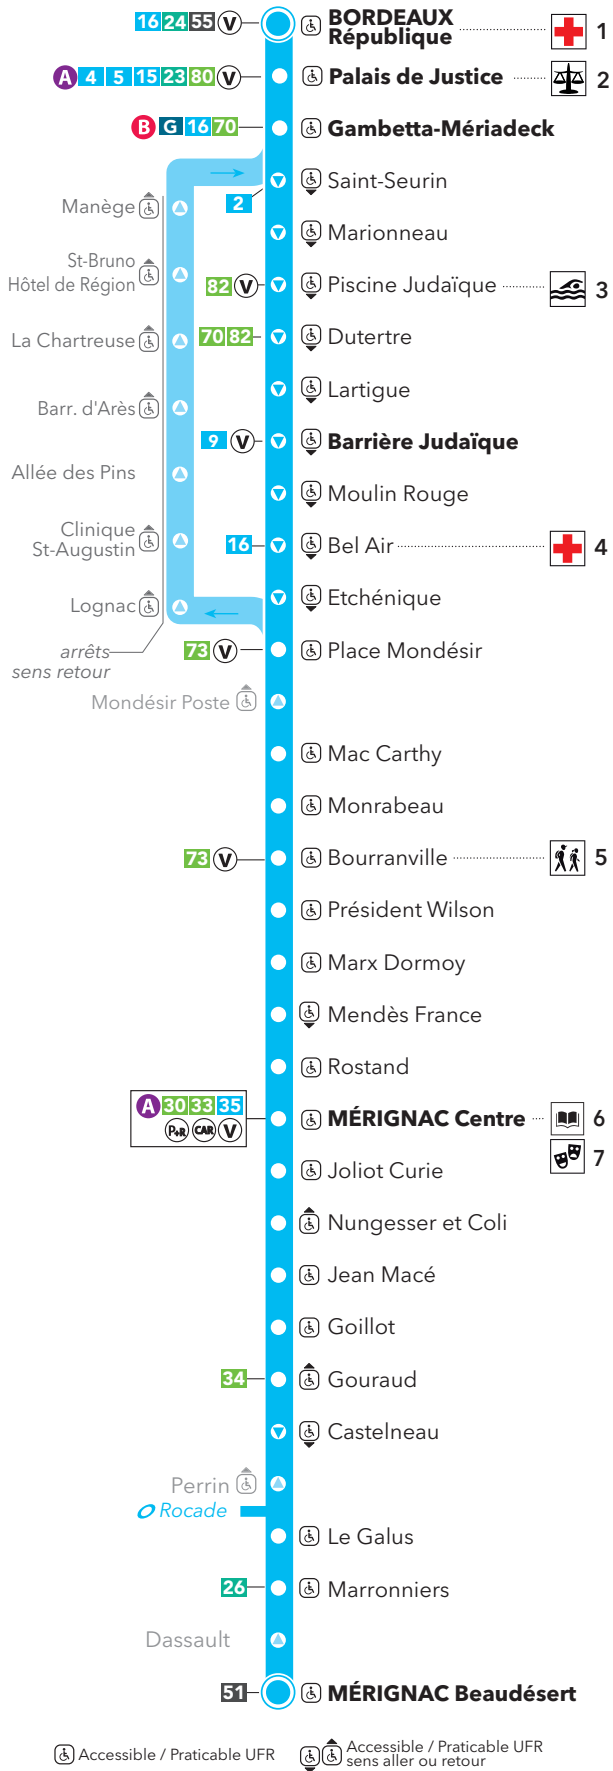 16 24 55 V BORDEAUX
République 1
A 4 5 15 23 80 V Palais de Justice 2
B G 16 70 Gambetta-Mériadeck
2 Saint-Seurin
Manège
Marionneau
St-Bruno
Hôtel de Région
82 V Piscine Judaïque 3
La Chartreuse
70 82 Dutertre
Lartigue
Barr. d'Arès
9 V Barrière Judaïque
Allée des Pins
Moulin Rouge
Clinique
St-Augustin
16 Bel Air 4
Etchénique
Lognac
arrêts
sens retour
73 V Place Mondésir
Mondésir Poste
Mac Carthy
Monrabeau
73 V Bourranville 5
Président Wilson
Marx Dormoy
Mendès France
Rostand
A 30 33 35 MÉRIGNAC Centre 6
P+R CAR V
7
Joliot Curie
Nungesser et Coli
Jean Macé
Goillot
34 Gouraud
Castelneau
Perrin
Rocade
Le Galus
26 Marronniers
Dassault
51 MÉRIGNAC Beaudésert
Accessible / Praticable UFR
Accessible / Praticable UFR
sens aller ou retour